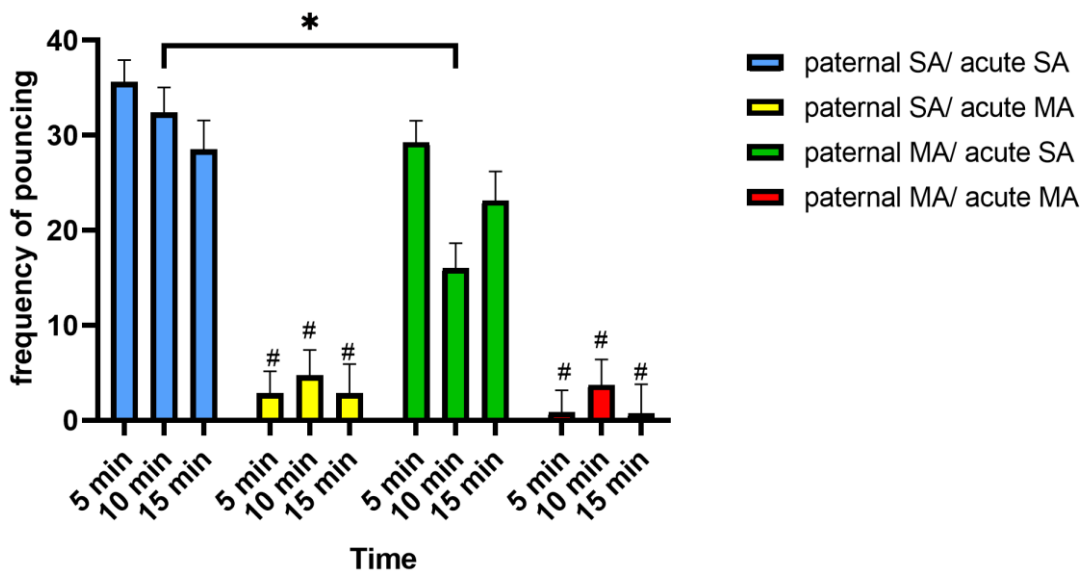 *
frequency of pouncing
40
30
20
10
0
# # #
# # #
5 min 10 min 15 min 5 min 10 min 15 min 5 min 10 min 15 min 5 min 10 min 15 min
Time
paternal SA/ acute SA
paternal SA/ acute MA
paternal MA/ acute SA
paternal MA/ acute MA